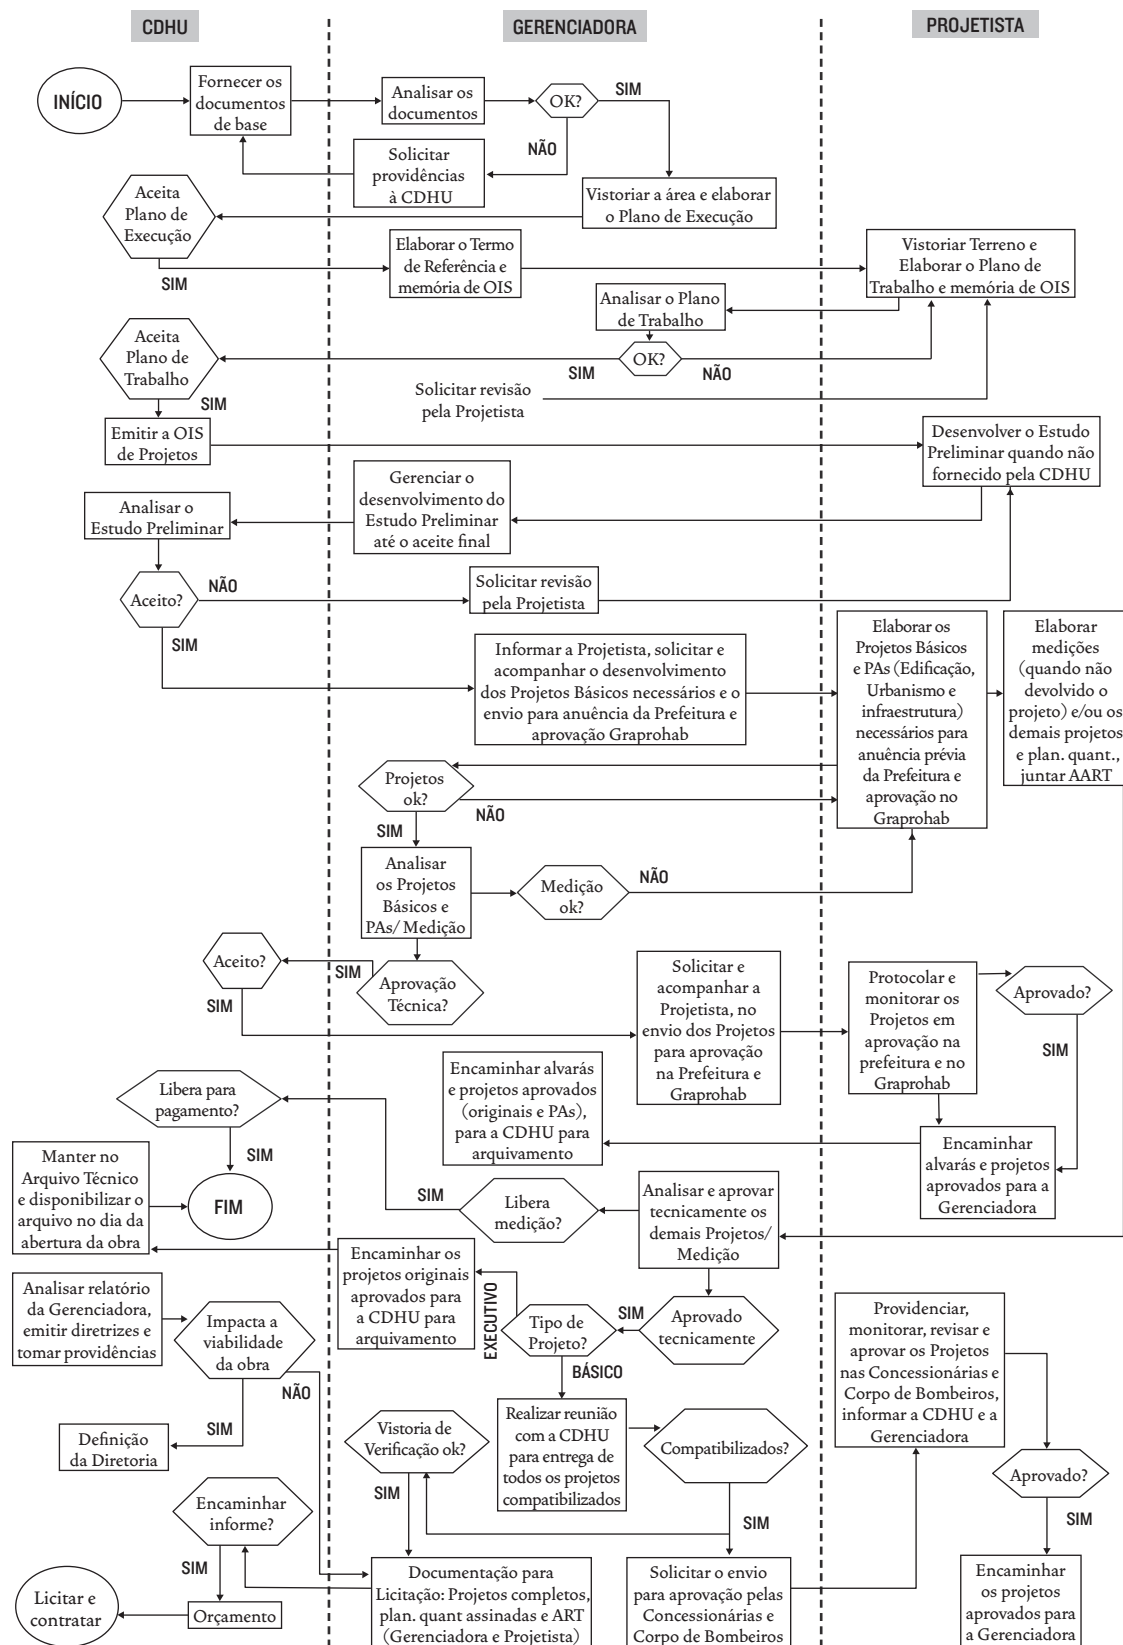 CDHU
GERENCIADORA
PROJETISTA
INÍCIO
Fornecer os
documentos
de base
Analisar os
documentos
OK?
SIM
NÃO
Solicitar
providências
à CDHU
Vistoriar a área e elaborar
o Plano de Execução
Aceita
Plano de
Execução
SIM
Elaborar o Termo
de Referência e
memória de OIS
Vistoriar Terreno e
Elaborar o Plano de
Trabalho e memória de OIS
Analisar o Plano
de Trabalho
OK?
SIM
NÃO
Aceita
Plano de
Trabalho
SIM
Solicitar revisão
pela Projetista
Emitir a OIS
de Projetos
Desenvolver o Estudo
Preliminar quando não
fornecido pela CDHU
Gerenciar o
desenvolvimento do
Estudo Preliminar
até o aceite final
Analisar o
Estudo Preliminar
Aceito?
NÃO
SIM
Solicitar revisão
pela Projetista
Informar a Projetista, solicitar e
acompanhar o desenvolvimento
dos Projetos Básicos necessários e o
envio para anuência da Prefeitura e
aprovação Graprohab
Elaborar os
Projetos Básicos
e PAs (Edificação,
Urbanismo e
infraestrutura)
necessários para
anuência prévia
da Prefeitura e
aprovação no
Graprohab
Elaborar
medições
(quando não
devolvido o
projeto) e/ou os
demais projetos
e plan. quant.,
juntar AART
Projetos
ok?
NÃO
SIM
Analisar
os Projetos
Básicos e
PAs/ Medição
Medição
ok?
NÃO
Aceito?
SIM
SIM
Aprovação
Técnica?
Solicitar e
acompanhar a
Projetista, no
envio dos Projetos
para aprovação
na Prefeitura e
Graprohab
Protocolar e
monitorar os
Projetos em
aprovação na
prefeitura e no
Graprohab
Aprovado?
SIM
Encaminhar alvarás
e projetos aprovados
(originais e PAs),
para a CDHU para
arquivamento
Encaminhar
alvarás e projetos
aprovados para a
Gerenciadora
Libera para
pagamento?
SIM
Manter no
Arquivo Técnico
e disponibilizar o
arquivo no dia da
abertura da obra
FIM
SIM
Libera
medição?
Analisar e aprovar
tecnicamente os
demais Projetos/
Medição
Encaminhar os
projetos originais
aprovados para
a CDHU para
arquivamento
EXECUTIVO
Tipo de
Projeto?
SIM
Aprovado
tecnicamente
BÁSICO
Analisar relatório
da Gerenciadora,
emitir diretrizes e
tomar providências
Impacta a
viabilidade
da obra
NÃO
SIM
Definição
da Diretoria
Providenciar,
monitorar, revisar e
aprovar os Projetos
nas Concessionárias e
Corpo de Bombeiros,
informar a CDHU e a
Gerenciadora
Vistoria de
Verificação ok?
SIM
Realizar reunião
com a CDHU
para entrega de
todos os projetos
compatibilizados
Compatibilizados?
SIM
Aprovado?
SIM
Encaminhar
informe?
SIM
Licitar e
contratar
Orçamento
Documentação para
Licitação: Projetos completos,
plan. quant assinadas e ART
(Gerenciadora e Projetista)
Solicitar o envio
para aprovação pelas
Concessionárias e
Corpo de Bombeiros
Encaminhar
os projetos
aprovados para
a Gerenciadora